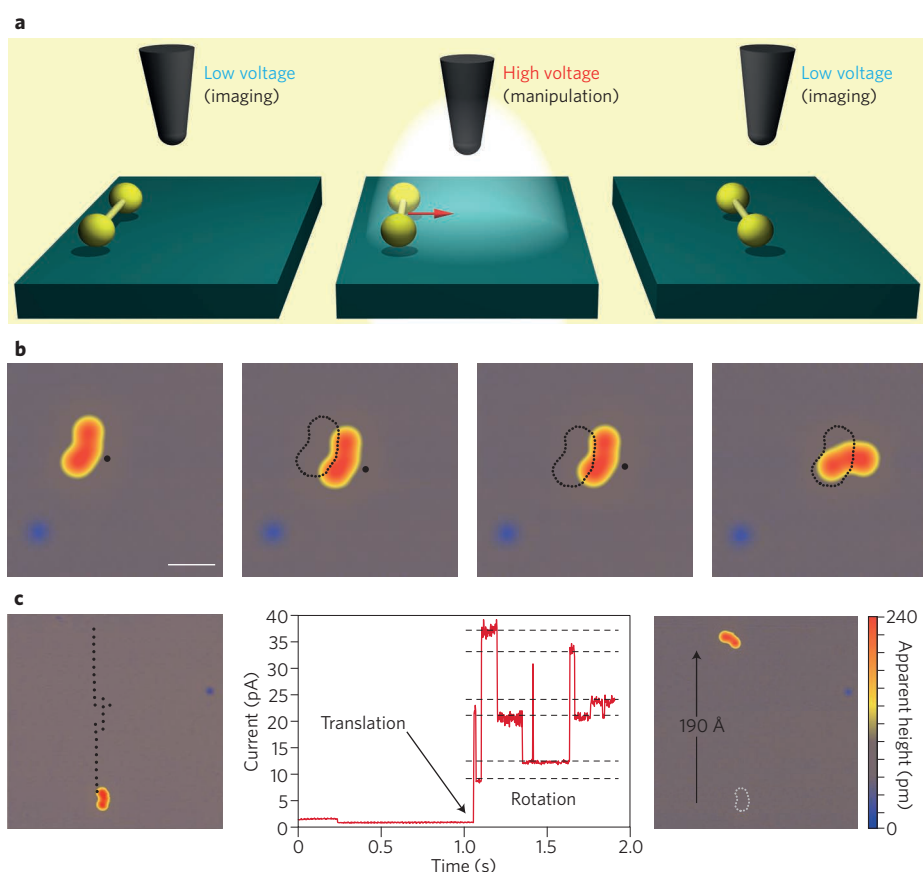 a
Low voltage
(imaging)
High voltage
(manipulation)
Low voltage
(imaging)
b
c
40
35
30
25
20
15
10
5
0
Current (pA)
Translation
Rotation
0
0.5
1.0
1.5
2.0
Time (s)
190 Å
240
Apparent height (pm)
0